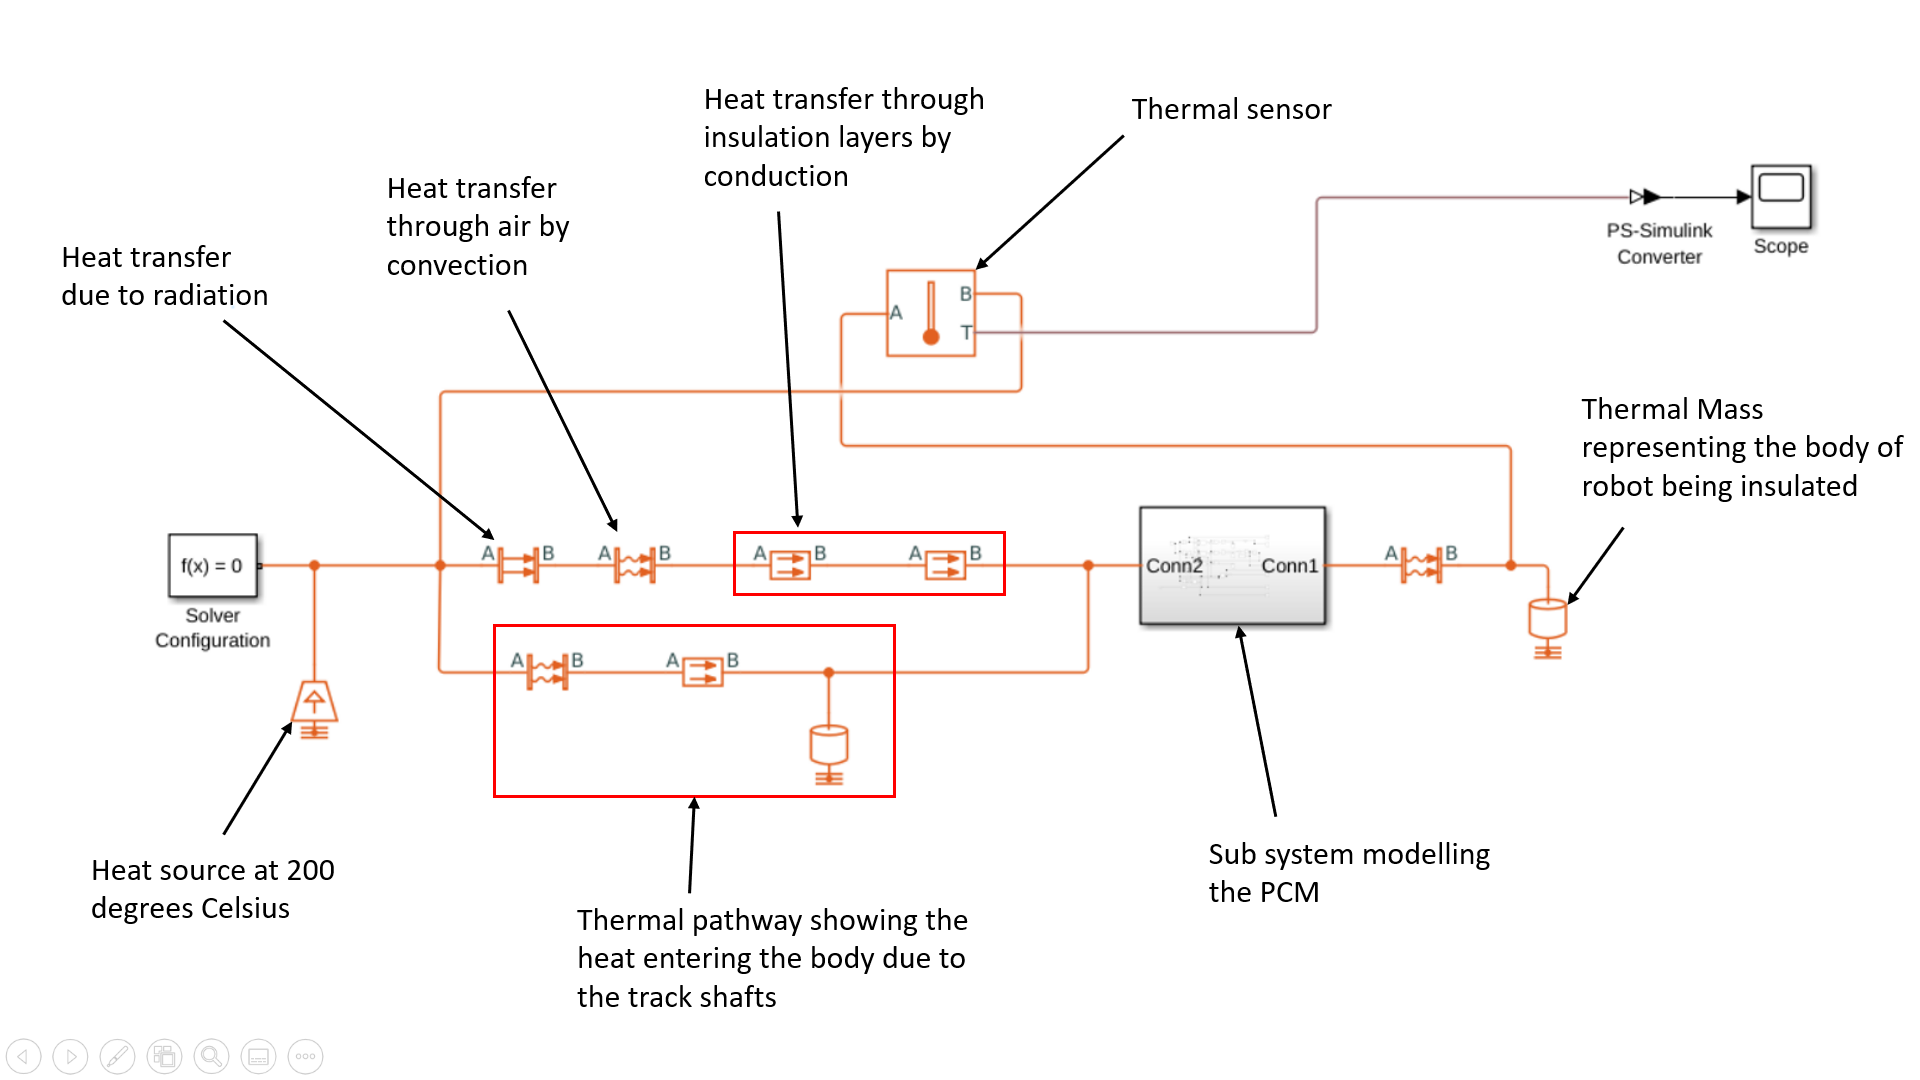 Heat transfer through
insulation layers by
conduction
Thermal sensor
Heat transfer
through air by
convection
Heat transfer
due to radiation
PS-Simulink
Converter
Scope
A
B
T
Thermal Mass
representing the body of
robot being insulated
f(x) = 0
Solver
Configuration
A B
A B
A B
A B
Conn2 Conn1
A B
A B
A B
Heat source at 200
degrees Celsius
Thermal pathway showing the
heat entering the body due to
the track shafts
Sub system modelling
the PCM